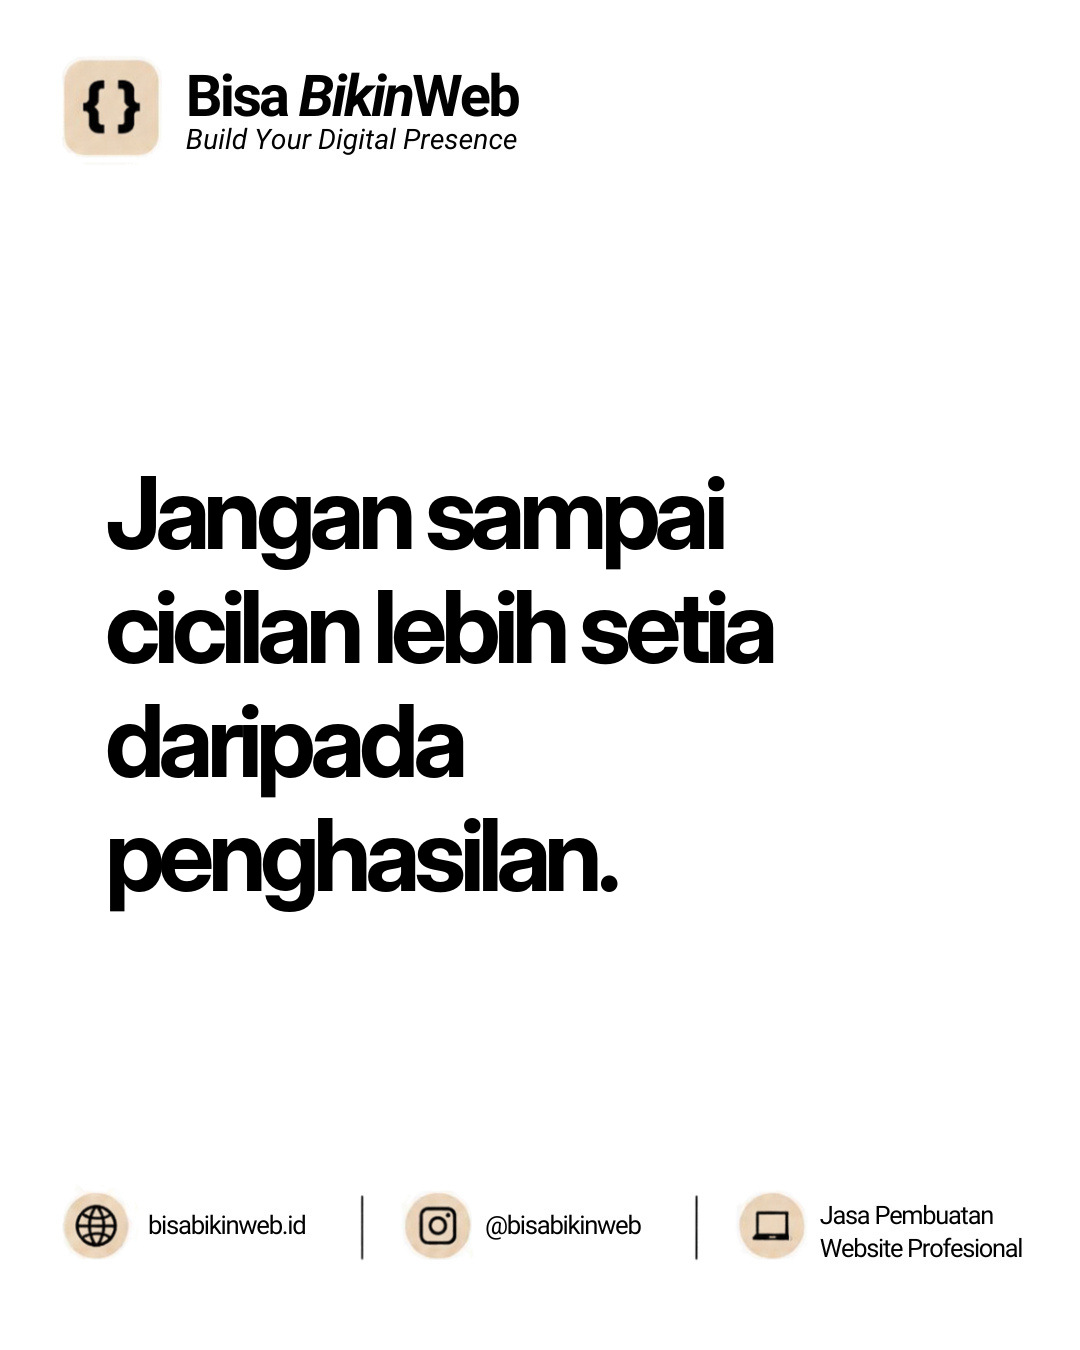 { }
Bisa BikinWeb
Build Your Digital Presence
Jangan sampai
cicilan lebih setia
daripada
penghasilan.
bisabikinweb.id
@bisabikinweb
Jasa Pembuatan
Website Profesional